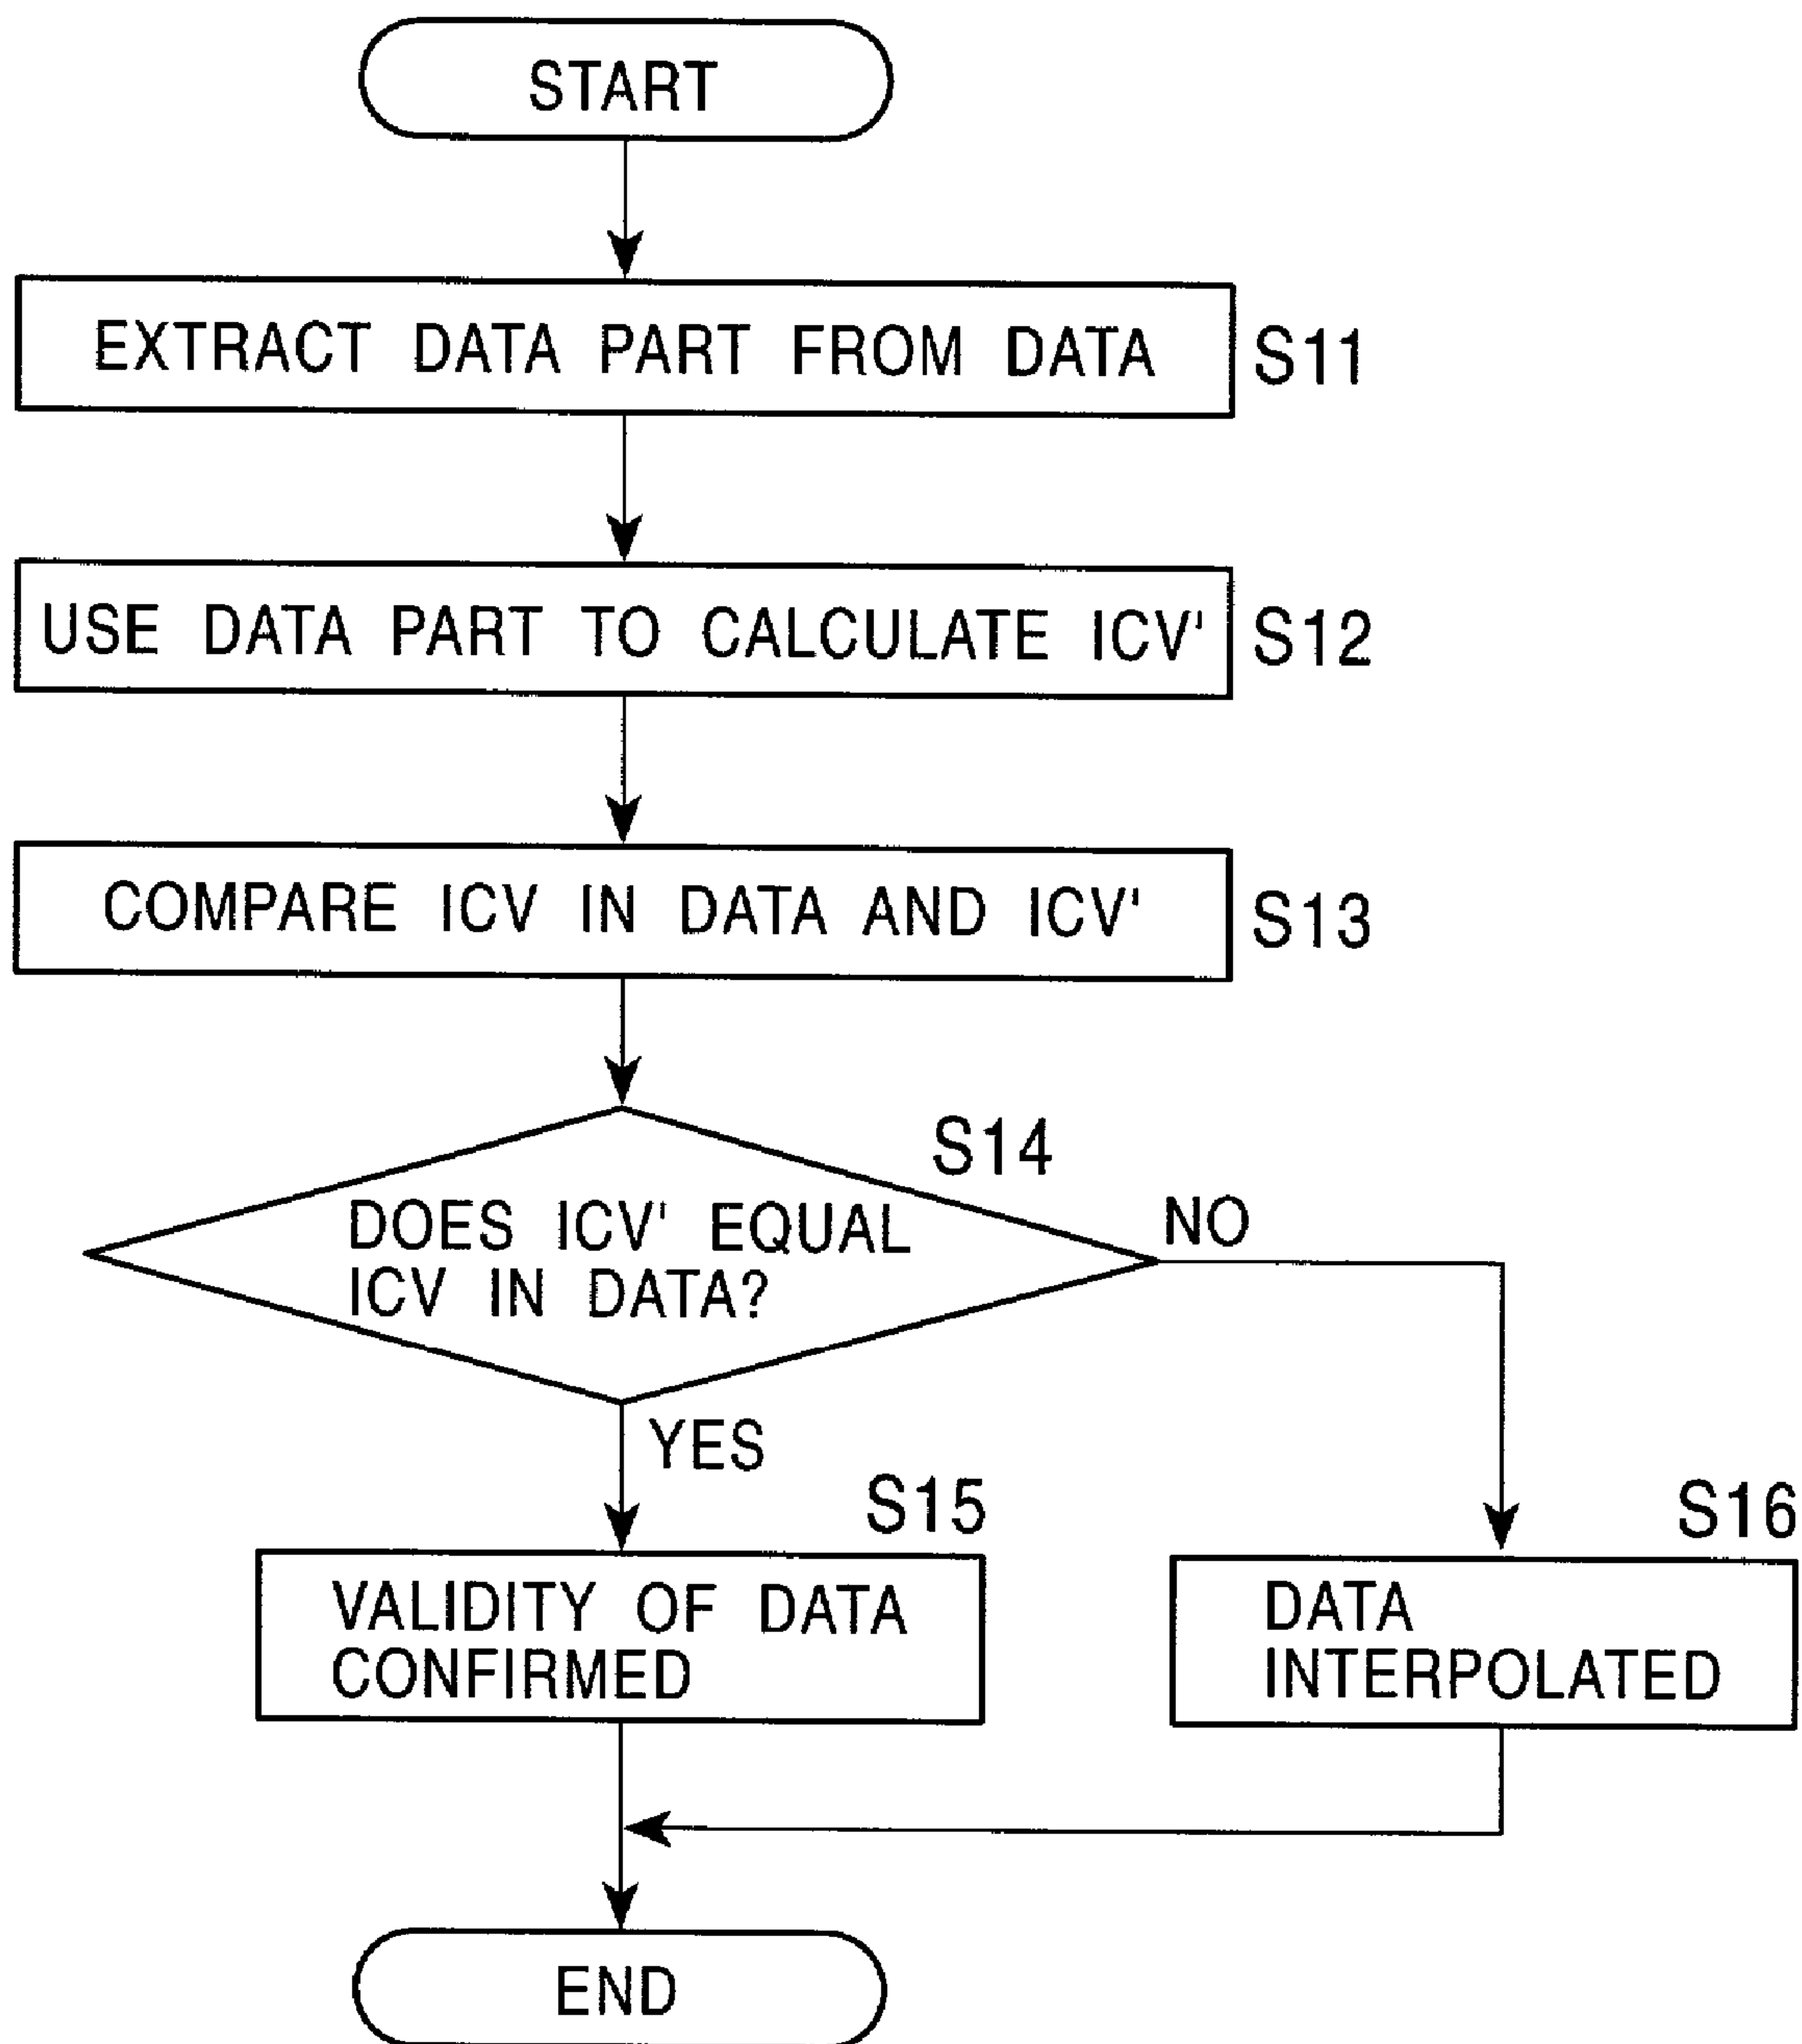 START
EXTRACT DATA PART FROM DATA S11
USE DATA PART TO CALCULATE ICV' S12
COMPARE ICV IN DATA AND ICV' S13
S14
DOES ICV' EQUAL
ICV IN DATA?
NO
YES
S15
VALIDITY OF DATA
CONFIRMED
S16
DATA
INTERPOLATED
END